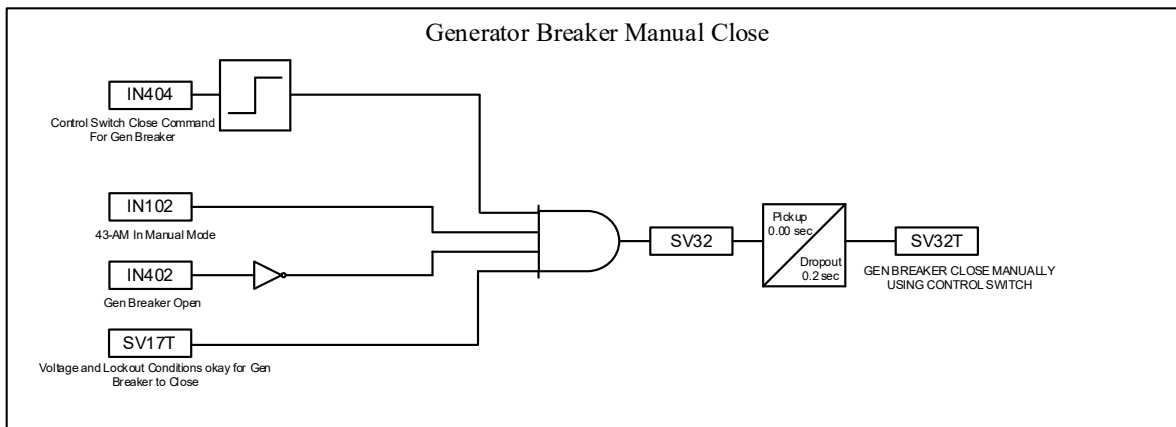 Generator Breaker Manual Close
IN404
Control Switch Close Command
For Gen Breaker
IN102
43-AM In Manual Mode
IN402
Gen Breaker Open
SV17T
Voltage and Lockout Conditions okay for Gen
Breaker to Close
SV32
Pickup
0.00 sec
Dropout
0.2 sec
SV32T
GEN BREAKER CLOSE MANUALLY
USING CONTROL SWITCH